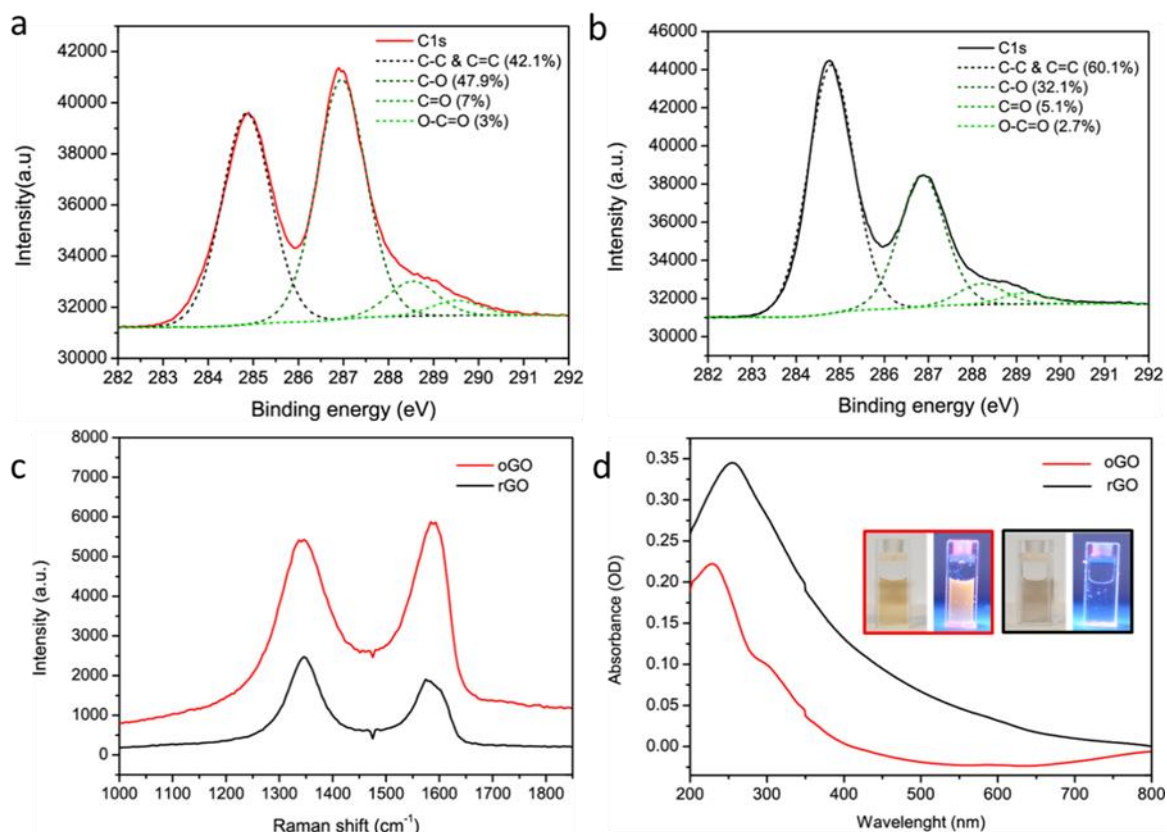 a
C1s
C-C & C=C (42.1%)
C-O (47.9%)
C=O (7%)
O-C=O (3%)
42000
40000
38000
36000
34000
32000
30000
Intensity(a.u)
282 283 284 285 286 287 288 289 290 291 292
Binding energy (eV)
b
C1s
C-C & C=C (60.1%)
C-O (32.1%)
C=O (5.1%)
O-C=O (2.7%)
46000
44000
42000
40000
38000
36000
34000
32000
30000
Intensity (a.u.)
282 283 284 285 286 287 288 289 290 291 292
Binding energy (eV)
c
oGO
rGO
8000
7000
6000
5000
4000
3000
2000
1000
0
Intensity (a.u.)
1000 1100 1200 1300 1400 1500 1600 1700 1800
Raman shift (cm⁻¹)
d
oGO
rGO
0.35
0.30
0.25
0.20
0.15
0.10
0.05
0.00
Absorbance (OD)
200 300 400 500 600 700 800
Wavelenght (nm)